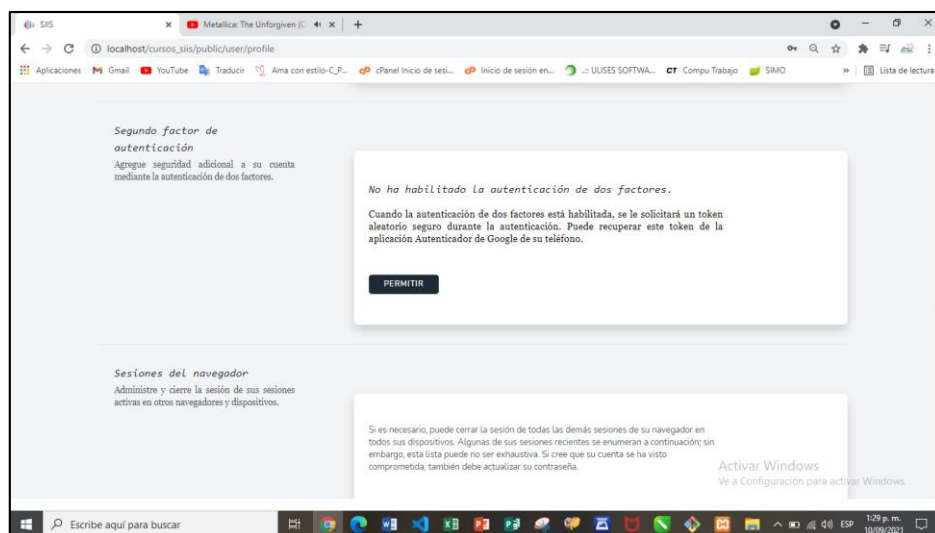 SIIS
Metallica: The Unforgiven (O
localhost/cursos_siis/public/user/profile
Aplicaciones
Gmail
YouTube
Traducir
Ama con estilo-C_P...
cPanel Inicio de sesi...
Inicio de sesión en...
.:: ULISES SOFTWA...
CT Compu Trabajo
SIMO
»
Lista de lectura
Segundo factor de
autenticación
Agregue seguridad adicional a su cuenta
mediante la autenticación de dos factores.
No ha habilitado la autenticación de dos factores.
Cuando la autenticación de dos factores está habilitada, se le solicitará un token
aleatorio seguro durante la autenticación. Puede recuperar este token de la
aplicación Autenticador de Google de su teléfono.
PERMITIR
Sesiones del navegador
Administre y cierre la sesión de sus sesiones
activas en otros navegadores y dispositivos.
Si es necesario, puede cerrar la sesión de todas las demás sesiones de su navegador en
todos sus dispositivos. Algunas de sus sesiones recientes se enumeran a continuación; sin
embargo, esta lista puede no ser exhaustiva. Si cree que su cuenta se ha visto
comprometida, también debe actualizar su contraseña.
Activar Windows
Ve a Configuración para activar Windows.
Escribe aquí para buscar
ESP
1:29 p. m.
10/09/2021